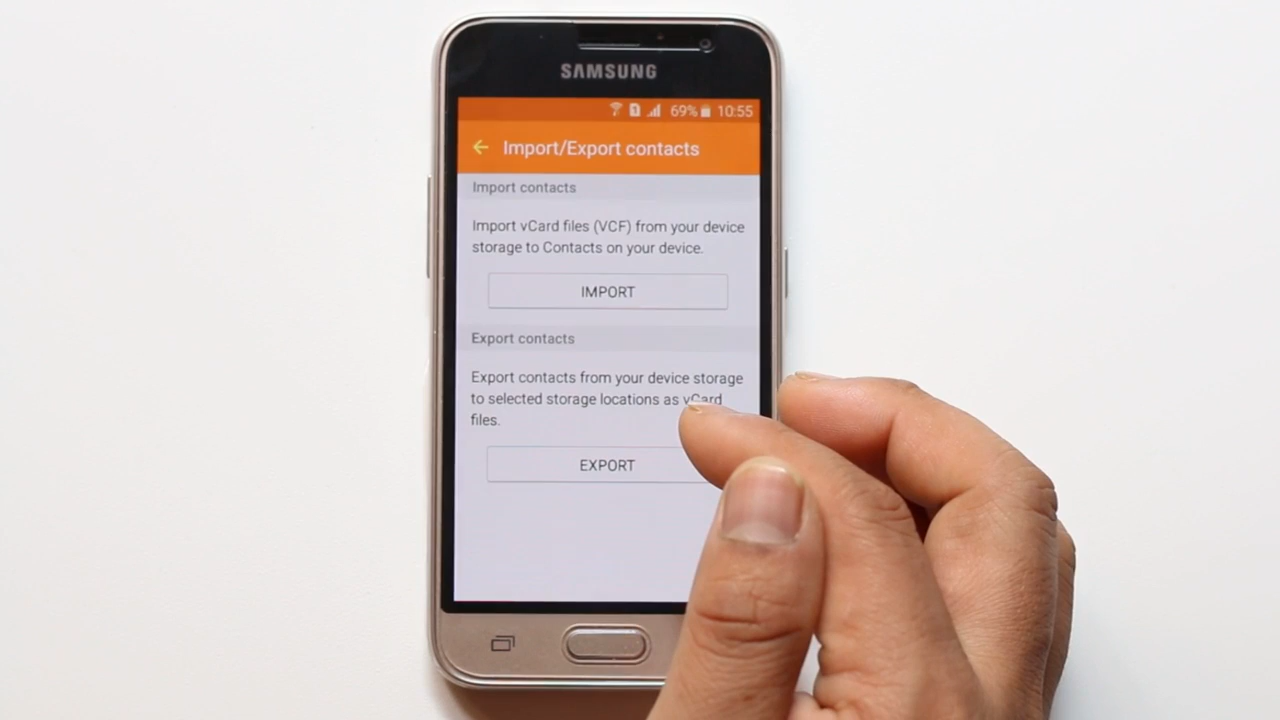 SAMSUNG
69% 10:55
Import/Export contacts
Import contacts
Import vCard files (VCF) from your device
storage to Contacts on your device.
IMPORT
Export contacts
Export contacts from your device storage
to selected storage locations as vCard
files.
EXPORT